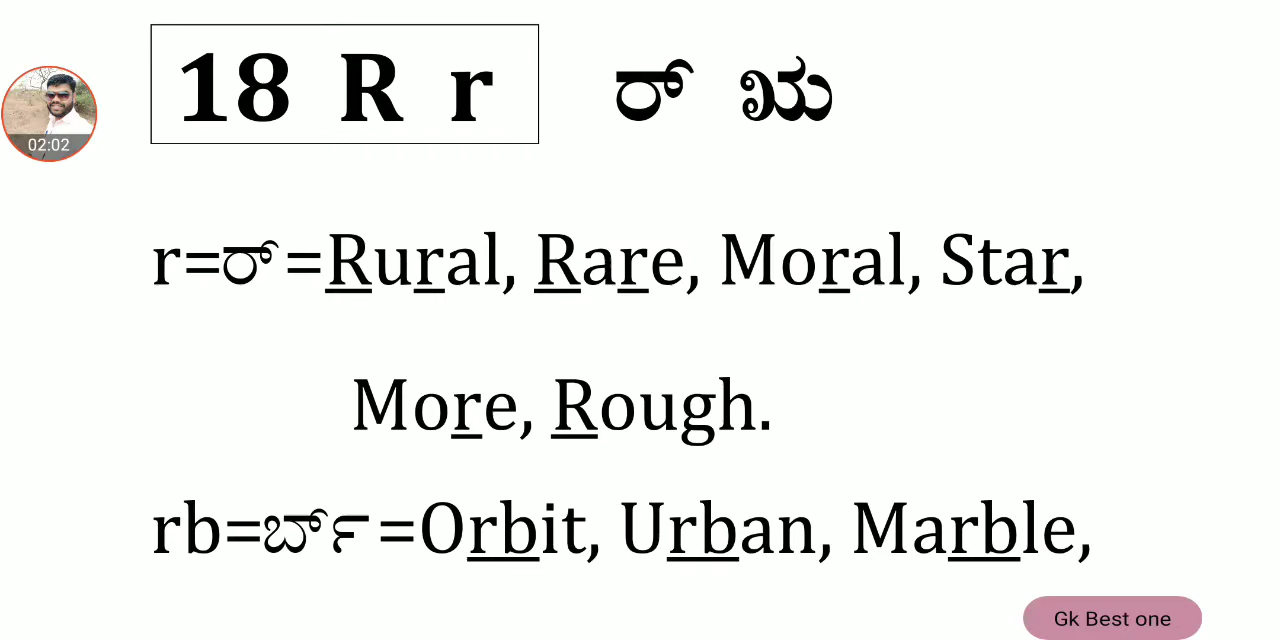 18 R r ರ್ ಋ
02:02
r=ರ್=Rural, Rare, Moral, Star,
More, Rough.
rb=ರ್ಬ್=Orbit, Urban, Marble,
Gk Best one